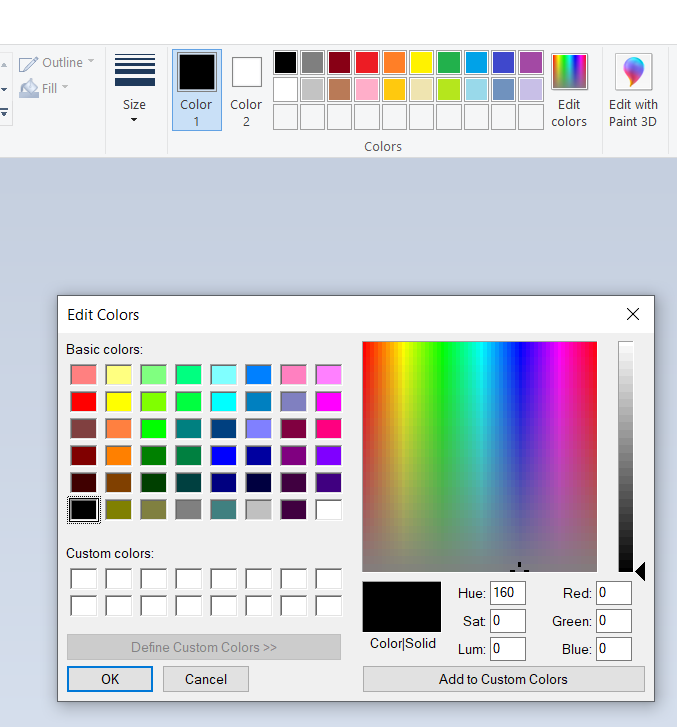 Outline
Fill
Size
Color
1
Color
2
Edit
colors
Edit with
Paint 3D
Colors
Edit Colors
Basic colors:
Custom colors:
Define Custom Colors >>
OK
Cancel
Color|Solid
Hue: 160
Sat: 0
Lum: 0
Red: 0
Green: 0
Blue: 0
Add to Custom Colors